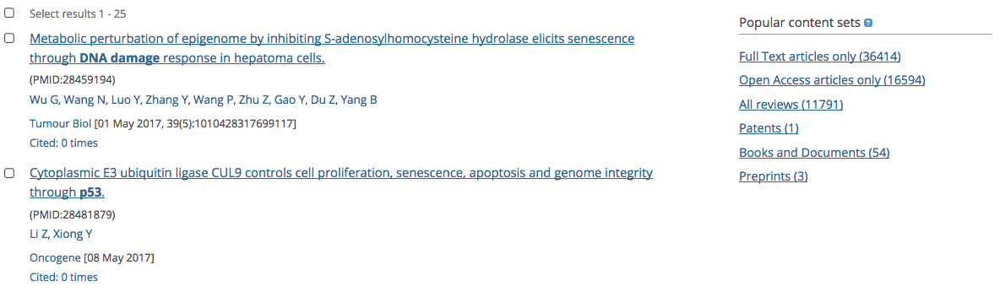 Select results 1 - 25
Metabolic perturbation of epigenome by inhibiting S-adenosylhomocysteine hydrolase elicits senescence
through DNA damage response in hepatoma cells.
(PMID:28459194)
Wu G, Wang N, Luo Y, Zhang Y, Wang P, Zhu Z, Gao Y, Du Z, Yang B
Tumour Biol [01 May 2017, 39(5):1010428317699117]
Cited: 0 times
Cytoplasmic E3 ubiquitin ligase CUL9 controls cell proliferation, senescence, apoptosis and genome integrity
through p53.
(PMID:28481879)
Li Z, Xiong Y
Oncogene [08 May 2017]
Cited: 0 times
Popular content sets ?
Full Text articles only (36414)
Open Access articles only (16594)
All reviews (11791)
Patents (1)
Books and Documents (54)
Preprints (3)